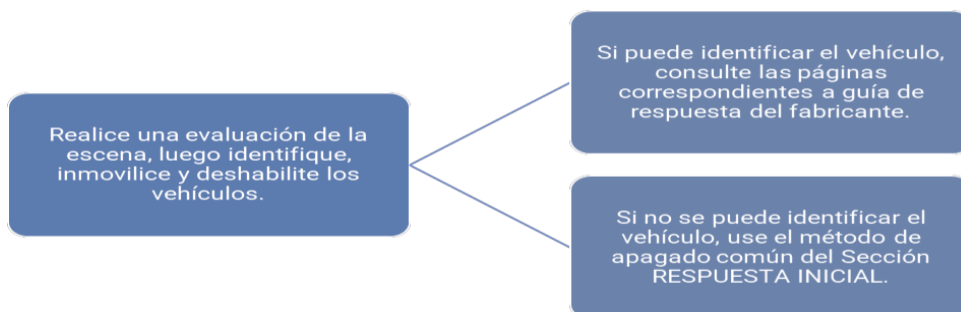 Realice una evaluación de la
escena, luego identifique,
inmovilice y deshabilite los
vehículos.
Si puede identificar el vehículo,
consulte las páginas
correspondientes a guía de
respuesta del fabricante.
Si no se puede identificar el
vehículo, use el método de
apagado común del Sección
RESPUESTA INICIAL.